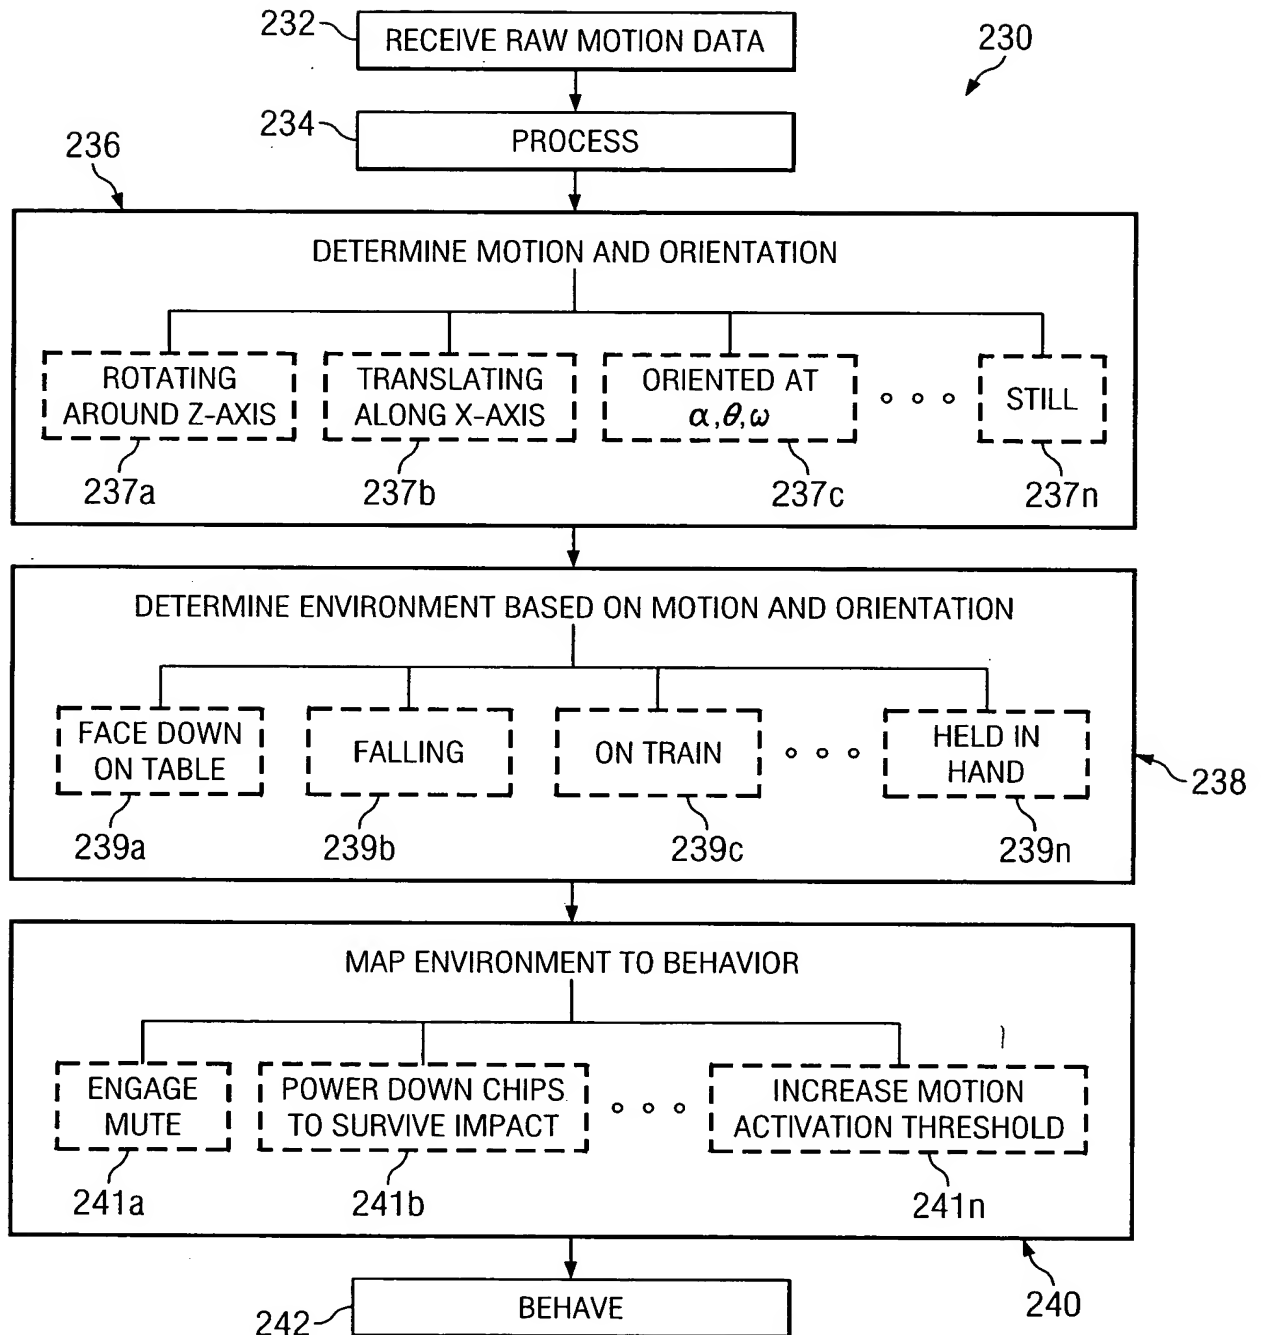 232
RECEIVE RAW MOTION DATA
230
234
PROCESS
236
DETERMINE MOTION AND ORIENTATION
ROTATING
AROUND Z-AXIS
TRANSLATING
ALONG X-AXIS
ORIENTED AT
α,θ,ω
STILL
237a
237b
237c
237n
DETERMINE ENVIRONMENT BASED ON MOTION AND ORIENTATION
FACE DOWN
ON TABLE
FALLING
ON TRAIN
HELD IN
HAND
238
239a
239b
239c
239n
MAP ENVIRONMENT TO BEHAVIOR
ENGAGE
MUTE
POWER DOWN CHIPS
TO SURVIVE IMPACT
INCREASE MOTION
ACTIVATION THRESHOLD
241a
241b
241n
240
242
BEHAVE